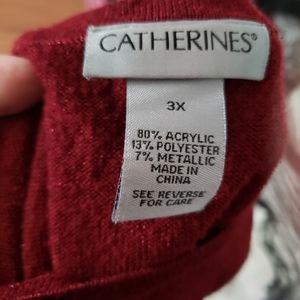 CATHERINES®
3X
80% ACRYLIC
13% POLYESTER
7% METALLIC
MADE IN
CHINA
SEE REVERSE
FOR CARE